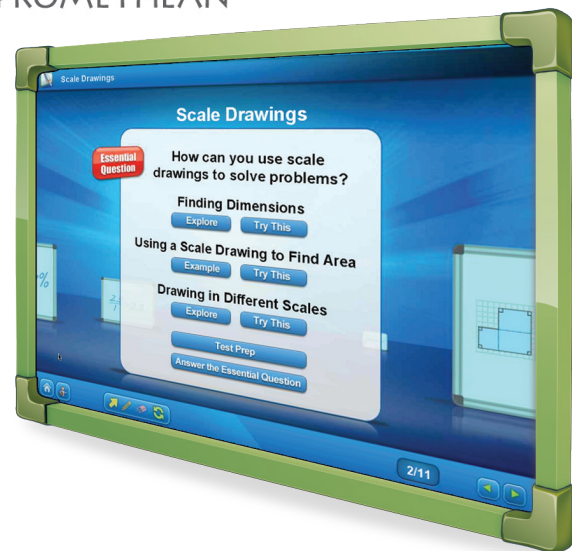 PROMETHEAN
Scale Drawings
Scale Drawings
Essential
Question
How can you use scale
drawings to solve problems?
Finding Dimensions
Explore Try This
Using a Scale Drawing to Find Area
Example Try This
Drawing in Different Scales
Explore Try This
Test Prep
Answer the Essential Question
%
2/11